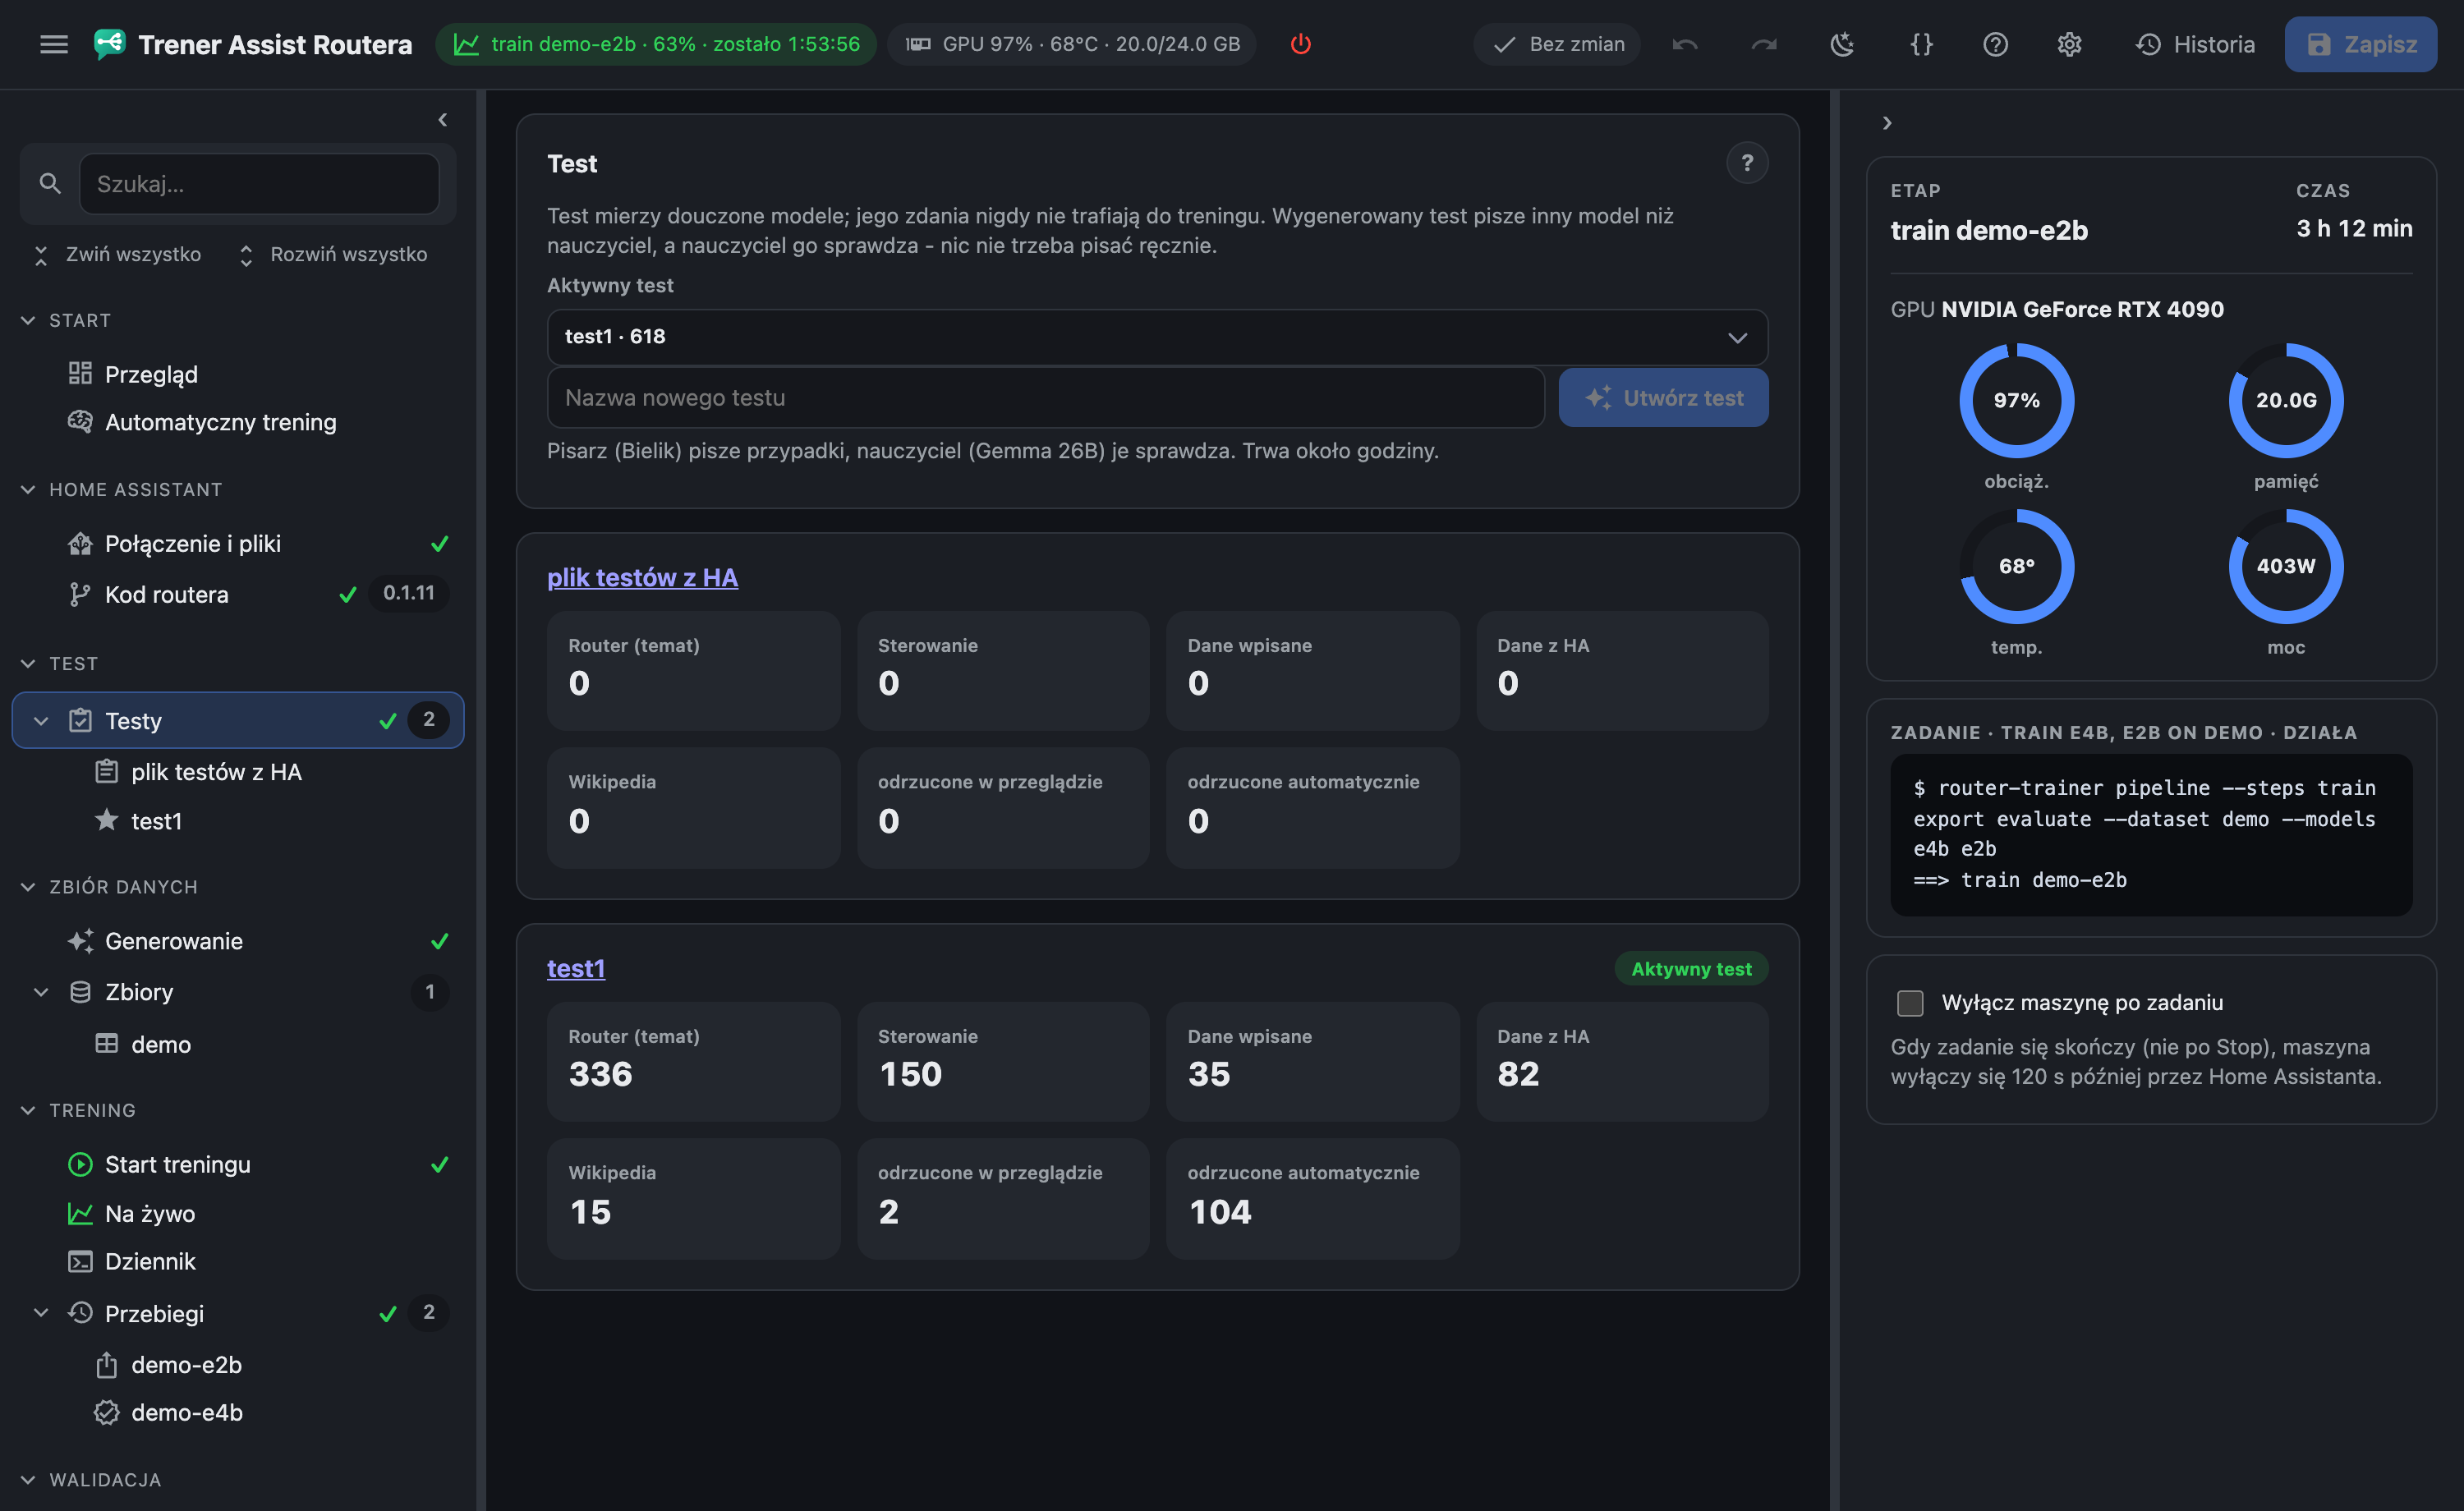 Trener Assist Routera
train demo-e2b · 63% · zostało 1:53:56
GPU 97% · 68°C · 20.0/24.0 GB
Bez zmian
{}
Historia
Zapisz
Szukaj...
Zwiń wszystko
Rozwiń wszystko
START
Przegląd
Automatyczny trening
HOME ASSISTANT
Połączenie i pliki
Kod routera
0.1.11
TEST
Testy
2
plik testów z HA
test1
ZBIÓR DANYCH
Generowanie
Zbiory
1
demo
TRENING
Start treningu
Na żywo
Dziennik
Przebiegi
2
demo-e2b
demo-e4b
WALIDACJA
Test
?
Test mierzy douczone modele; jego zdania nigdy nie trafiają do treningu. Wygenerowany test pisze inny model niż
nauczyciel, a nauczyciel go sprawdza - nic nie trzeba pisać ręcznie.
Aktywny test
test1 · 618
Nazwa nowego testu
Utwórz test
Pisarz (Bielik) pisze przypadki, nauczyciel (Gemma 26B) je sprawdza. Trwa około godziny.
plik testów z HA
Router (temat)
0
Sterowanie
0
Dane wpisane
0
Dane z HA
0
Wikipedia
0
odrzucone w przeglądzie
0
odrzucone automatycznie
0
test1
Aktywny test
Router (temat)
336
Sterowanie
150
Dane wpisane
35
Dane z HA
82
Wikipedia
15
odrzucone w przeglądzie
2
odrzucone automatycznie
104
ETAP
train demo-e2b
CZAS
3 h 12 min
GPU NVIDIA GeForce RTX 4090
97%
obciąż.
20.0G
pamięć
68°
temp.
403W
moc
ZADANIE · TRAIN E4B, E2B ON DEMO · DZIAŁA
$ router-trainer pipeline --steps train
export evaluate --dataset demo --models
e4b e2b
==> train demo-e2b
Wyłącz maszynę po zadaniu
Gdy zadanie się skończy (nie po Stop), maszyna
wyłączy się 120 s później przez Home Assistanta.